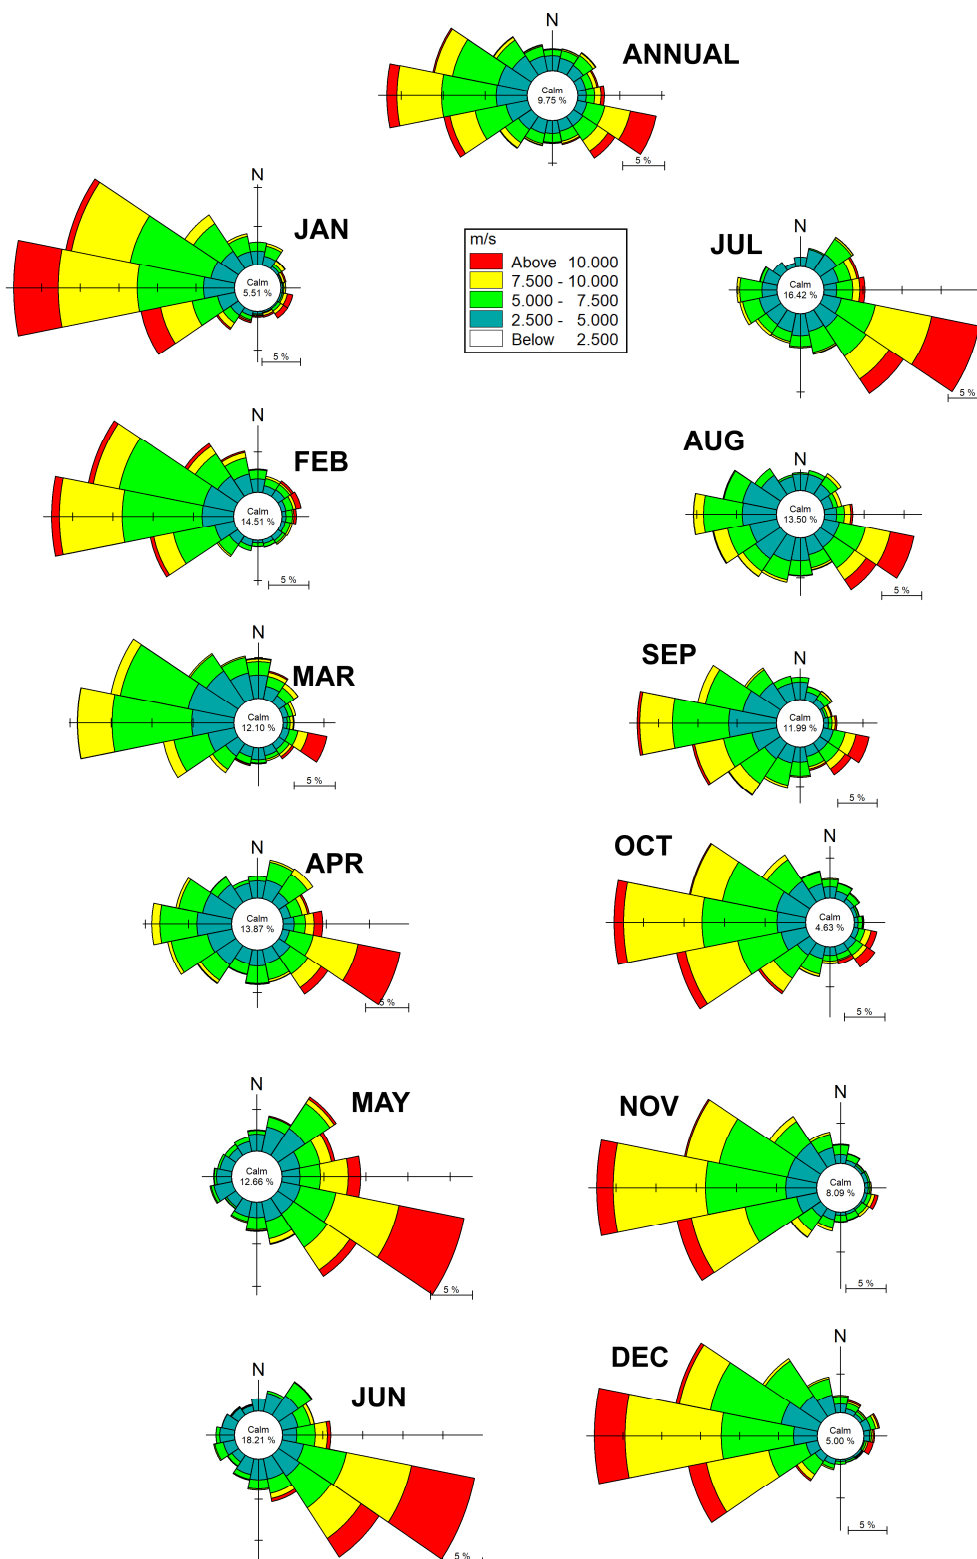 N
ANNUAL
Calm
9.75 %
5 %
N
JAN
Calm
5.51 %
5 %
m/s
Above 10.000
7.500 - 10.000
5.000 - 7.500
2.500 - 5.000
Below 2.500
N
JUL
Calm
16.42 %
5 %
N
FEB
Calm
14.51 %
5 %
AUG
N
Calm
13.50 %
5 %
N
MAR
Calm
12.10 %
5 %
SEP
N
Calm
11.99 %
5 %
N
APR
Calm
13.87 %
5 %
OCT
N
Calm
4.63 %
5 %
N
MAY
Calm
12.66 %
5 %
NOV
N
Calm
8.09 %
5 %
N
JUN
Calm
18.21 %
5 %
DEC
N
Calm
5.00 %
5 %